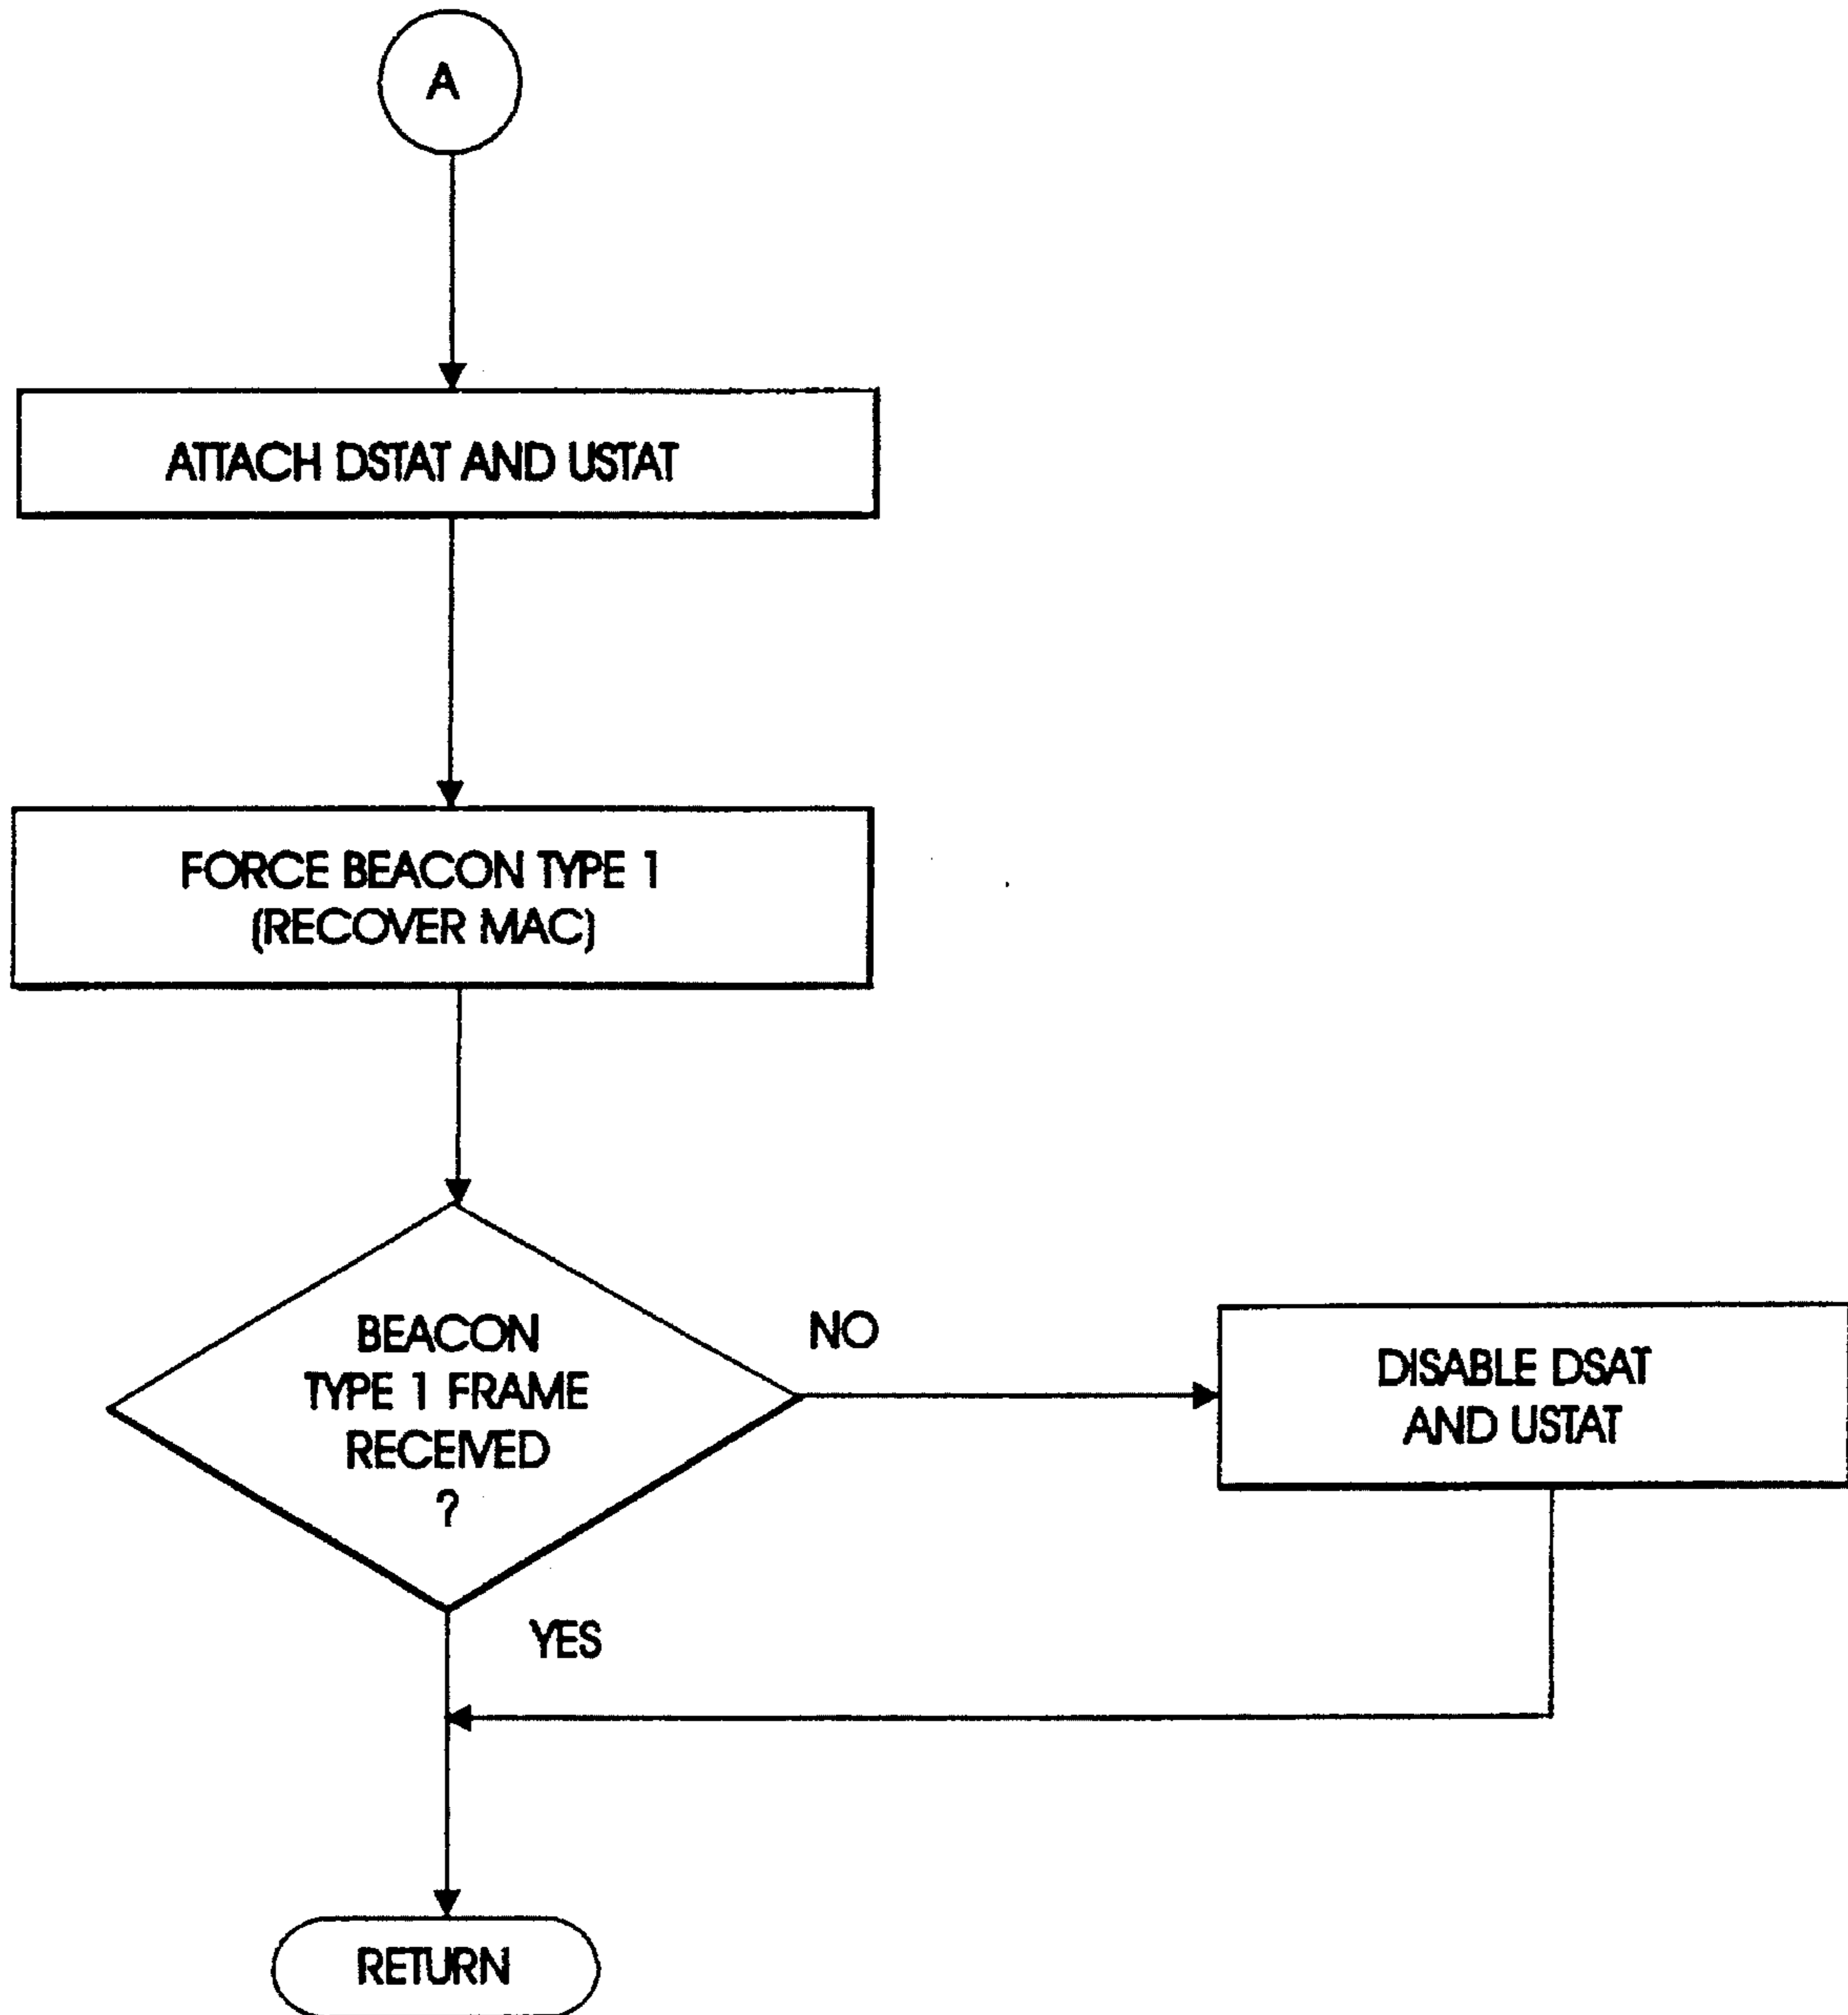 A
ATTACH DSTAT AND USTAT
FORCE BEACON TYPE 1
(RECOVER MAC)
BEACON
TYPE 1 FRAME
RECEIVED
?
NO
DISABLE DSAT
AND USTAT
YES
RETURN